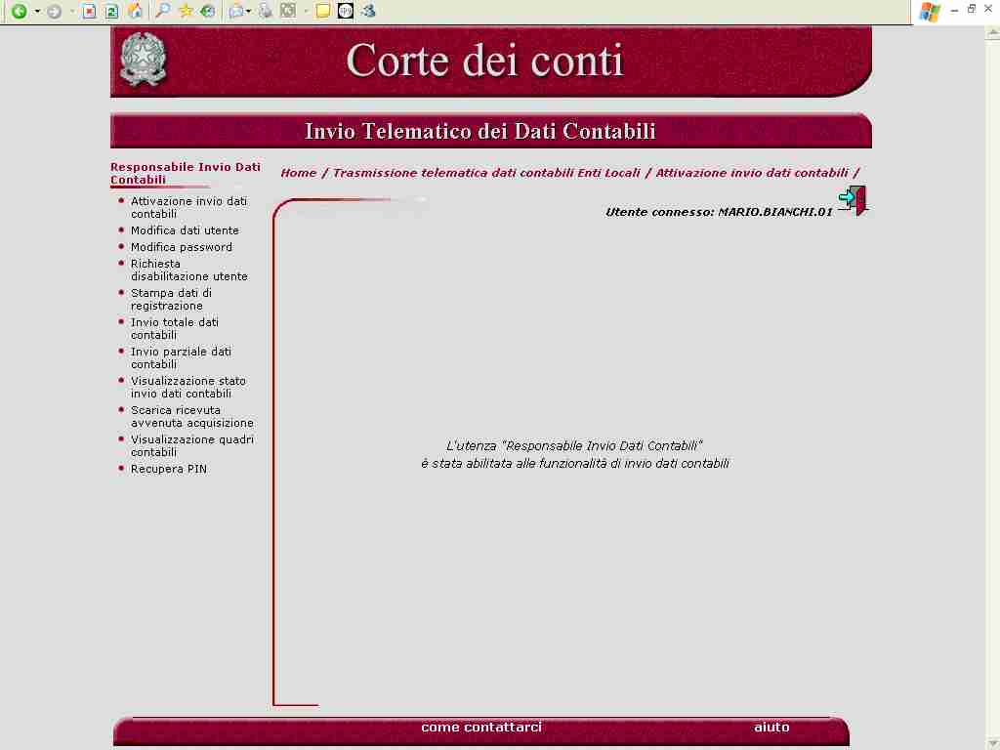 Corte dei conti
Invio Telematico dei Dati Contabili
Responsabile Invio Dati
Contabili
Home / Trasmissione telematica dati contabili Enti Locali / Attivazione invio dati contabili /
Utente connesso: MARIO.BIANCHI.01
Attivazione invio dati
contabili
Modifica dati utente
Modifica password
Richiesta
disabilitazione utente
Stampa dati di
registrazione
Invio totale dati
contabili
Invio parziale dati
contabili
Visualizzazione stato
invio dati contabili
Scarica ricevuta
avvenuta acquisizione
Visualizzazione quadri
contabili
Recupera PIN
L'utenza "Responsabile Invio Dati Contabili"
è stata abilitata alle funzionalità di invio dati contabili
come contattarci
aiuto